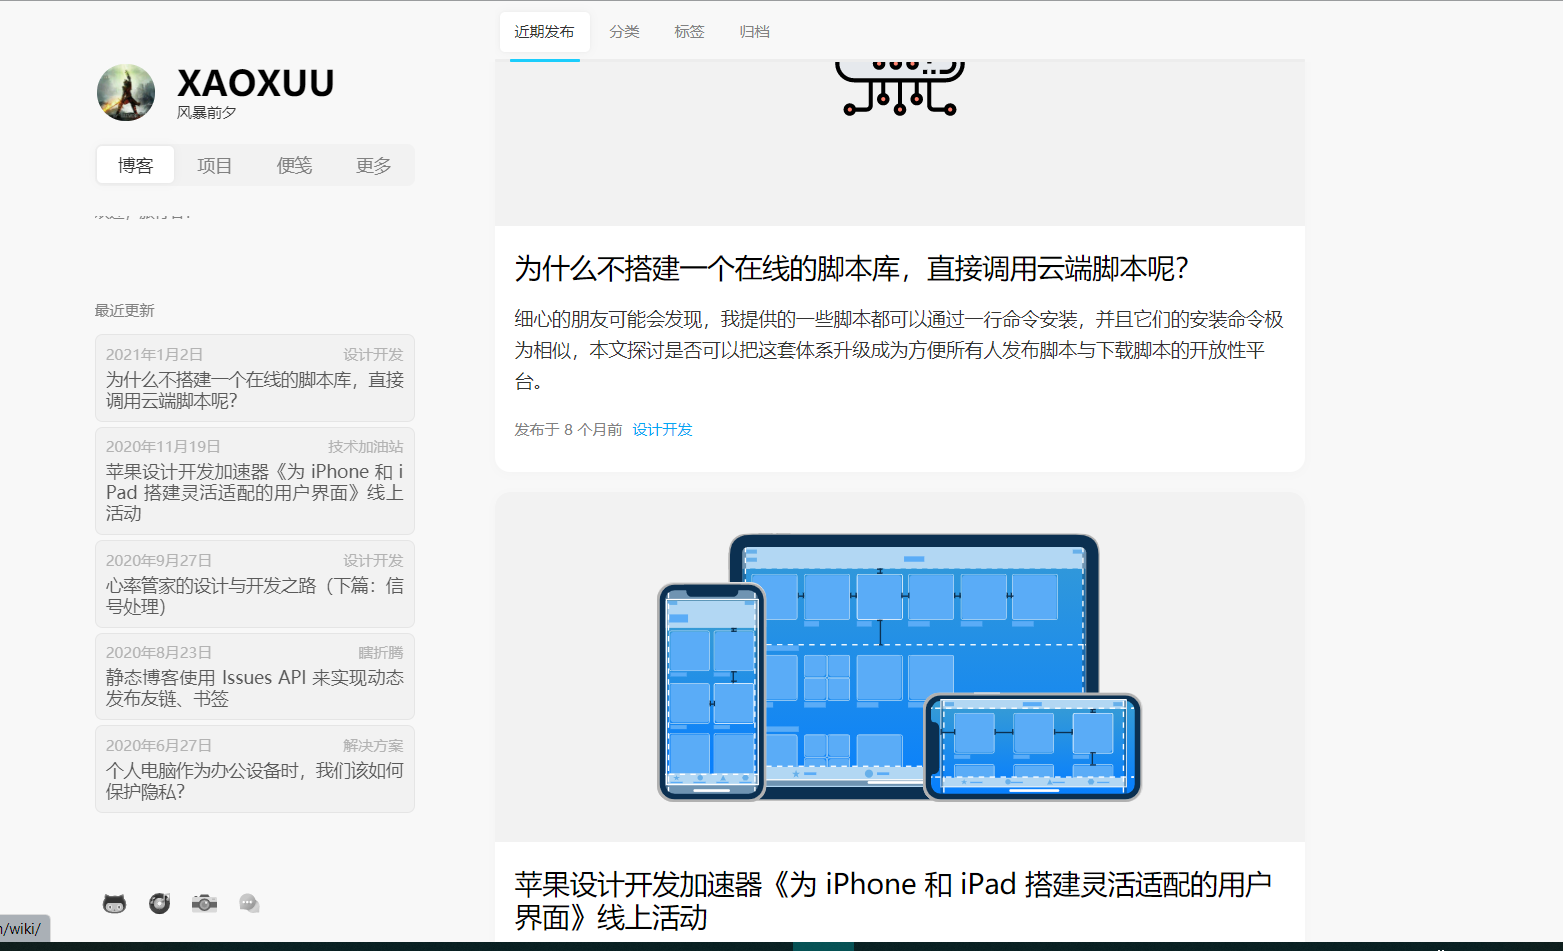 近期发布
分类
标签
归档
XAOXUU
风暴前夕
博客
项目
便笺
更多
最近更新
2021年1月2日
设计开发
为什么不搭建一个在线的脚本库，直接
调用云端脚本呢？
2020年11月19日
技术加油站
苹果设计开发加速器《为 iPhone 和 i
Pad 搭建灵活适配的用户界面》线上
活动
2020年9月27日
设计开发
心率管家的设计与开发之路（下篇：信
号处理）
2020年8月23日
瞎折腾
静态博客使用 Issues API 来实现动态
发布友链、书签
2020年6月27日
解决方案
个人电脑作为办公设备时，我们该如何
保护隐私？
/wiki/
为什么不搭建一个在线的脚本库，直接调用云端脚本呢？
细心的朋友可能会发现，我提供的一些脚本都可以通过一行命令安装，并且它们的安装命令极
为相似，本文探讨是否可以把这套体系升级成为方便所有人发布脚本与下载脚本的开放性平
台。
发布于 8 个月前 设计开发
苹果设计开发加速器《为 iPhone 和 iPad 搭建灵活适配的用户
界面》线上活动